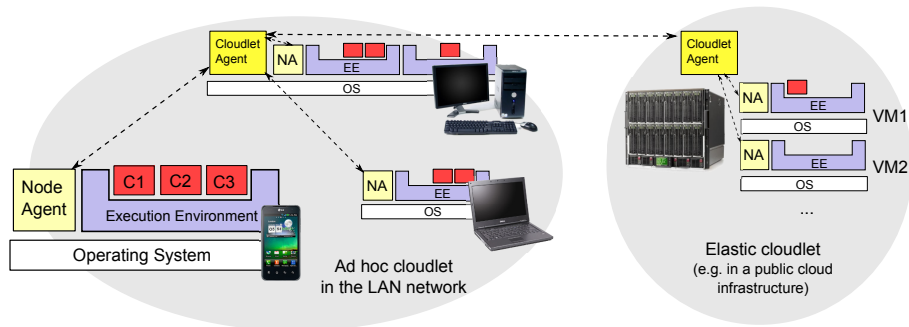 Cloudlet
Agent
NA
EE
EE
OS
Node
Agent
C1
C2
C3
Execution Environment
Operating System
NA
EE
OS
Ad hoc cloudlet
in the LAN network
Cloudlet
Agent
NA
EE
OS
VM1
NA
EE
OS
VM2
...
Elastic cloudlet
(e.g. in a public cloud
infrastructure)